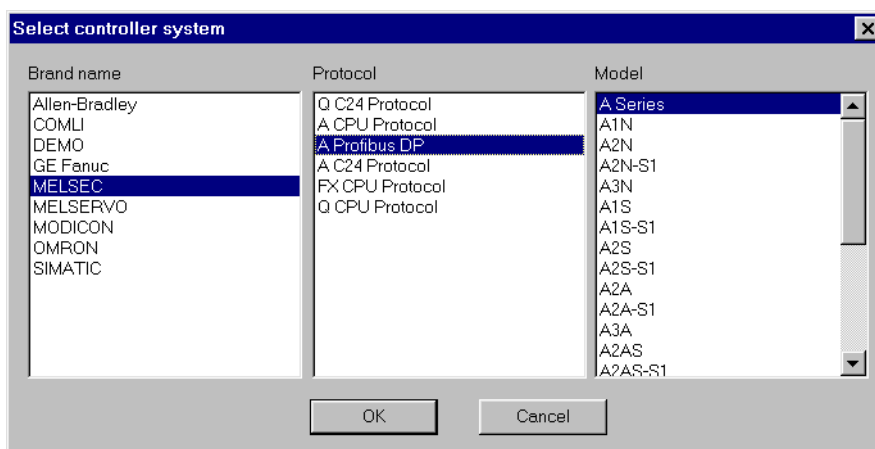 Select controller system
Brand name
Allen-Bradley
COMLI
DEMO
GE Fanuc
MELSEC
MELSERVO
MODICON
OMRON
SIMATIC
Protocol
Q C24 Protocol
A CPU Protocol
A Profibus DP
A C24 Protocol
FX CPU Protocol
Q CPU Protocol
Model
A Series
A1N
A2N
A2N-S1
A3N
A1S
A1S-S1
A2S
A2S-S1
A2A
A2A-S1
A3A
A2AS
A2AS-S1
OK
Cancel